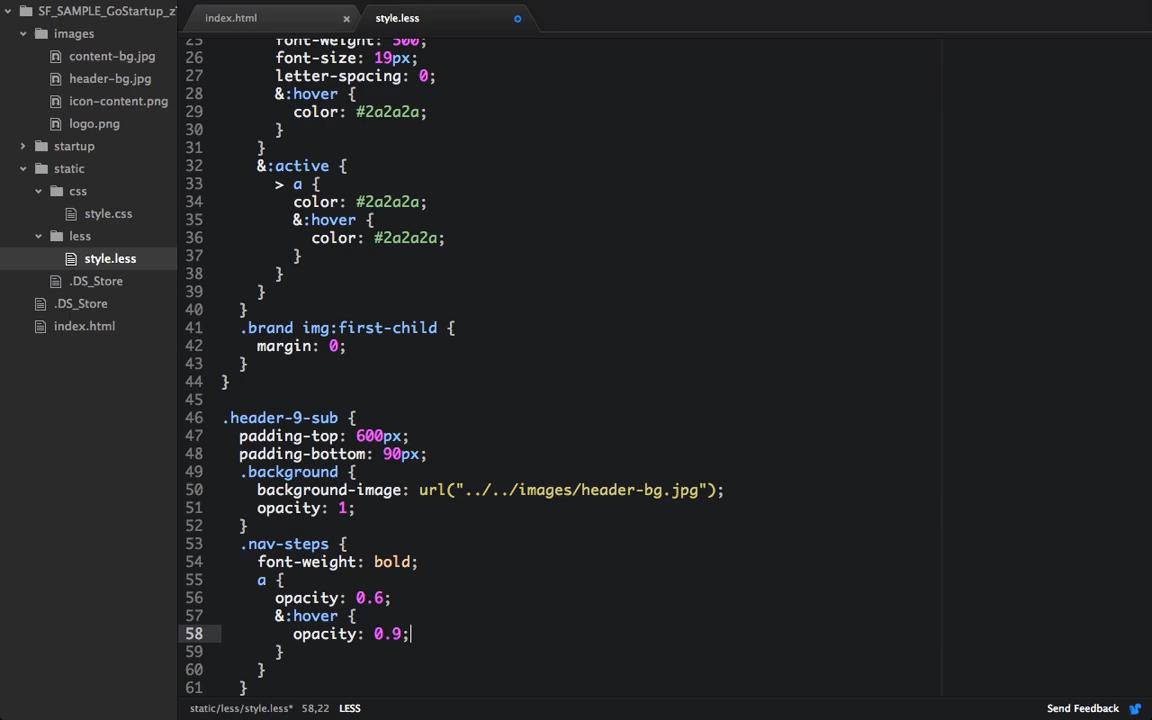 SF_SAMPLE_GoStartup_z
images
content-bg.jpg
header-bg.jpg
icon-content.png
logo.png
startup
static
css
style.css
less
style.less
.DS_Store
.DS_Store
index.html
index.html
style.less
25 font-weight: 500;
26 font-size: 19px;
27 letter-spacing: 0;
28 &:hover {
29 color: #2a2a2a;
30 }
31 }
32 &:active {
33 > a {
34 color: #2a2a2a;
35 &:hover {
36 color: #2a2a2a;
37 }
38 }
39 }
40 }
41 .brand img:first-child {
42 margin: 0;
43 }
44 }
45
46 .header-9-sub {
47 padding-top: 600px;
48 padding-bottom: 90px;
49 .background {
50 background-image: url("../../images/header-bg.jpg");
51 opacity: 1;
52 }
53 .nav-steps {
54 font-weight: bold;
55 a {
56 opacity: 0.6;
57 &:hover {
58 opacity: 0.9;
59 }
60 }
61 }
static/less/style.less* 58,22 LESS
Send Feedback